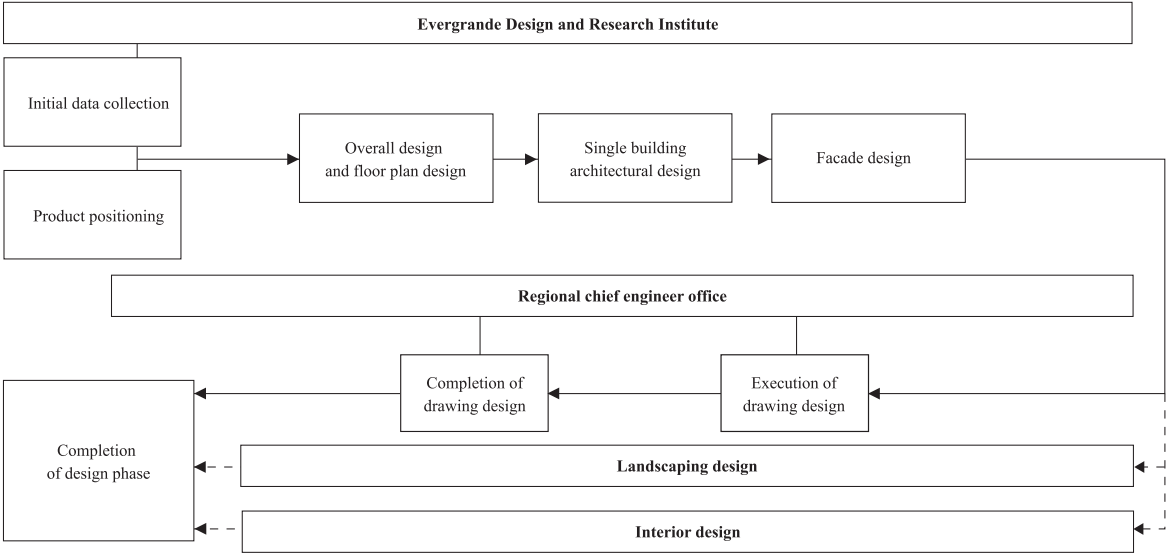 Evergrande Design and Research Institute
Initial data collection
Overall design
and floor plan design
Single building
architectural design
Facade design
Product positioning
Regional chief engineer office
Completion of
drawing design
Execution of
drawing design
Completion
of design phase
Landscaping design
Interior design